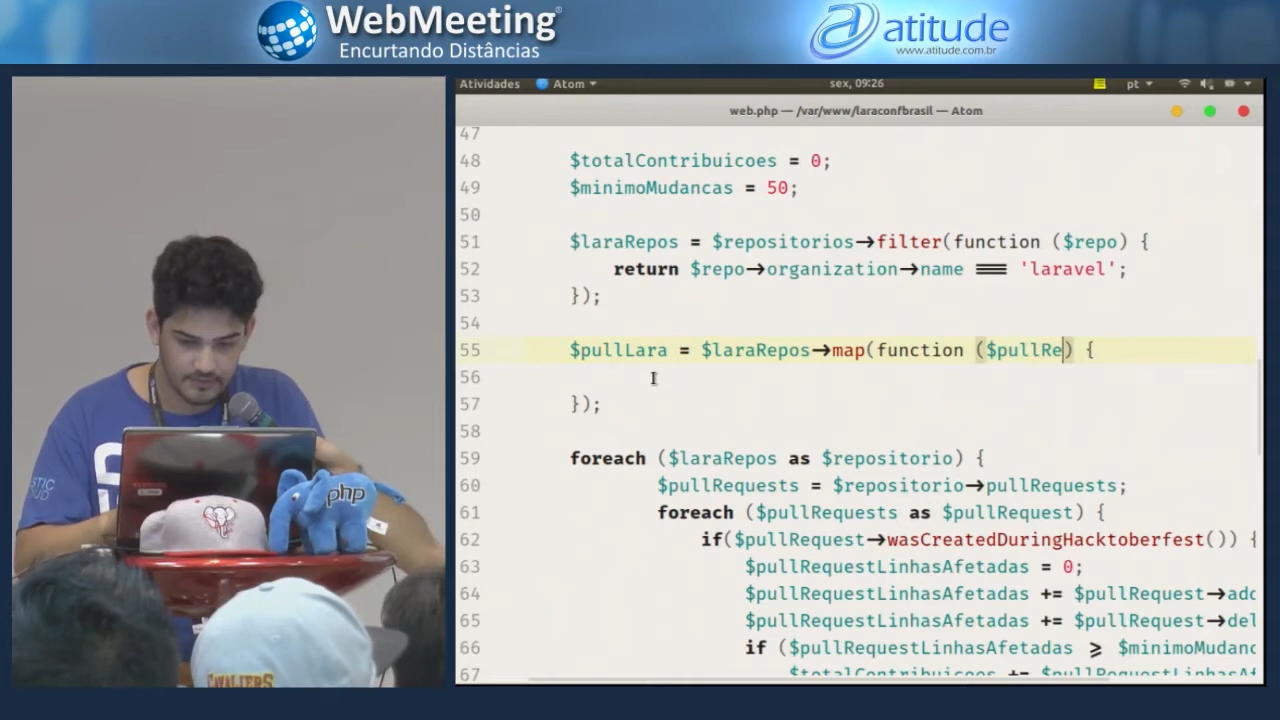 WebMeeting
Encurtando Distâncias
atitude
www.atitude.com.br
Atividades Atom sex, 09:26 pt
web.php — /var/www/laraconfbrasil — Atom
47
48 $totalContribuicoes = 0;
49 $minimoMudancas = 50;
50
51 $laraRepos = $repositorios->filter(function ($repo) {
52 return $repo->organization->name === 'laravel';
53 });
54
55 $pullLara = $laraRepos->map(function ($pullRe) {
56
57 });
58
59 foreach ($laraRepos as $repositorio) {
60 $pullRequests = $repositorio->pullRequests;
61 foreach ($pullRequests as $pullRequest) {
62 if($pullRequest->wasCreatedDuringHacktoberfest()) {
63 $pullRequestLinhasAfetadas = 0;
64 $pullRequestLinhasAfetadas += $pullRequest->add
65 $pullRequestLinhasAfetadas += $pullRequest->del
66 if ($pullRequestLinhasAfetadas >= $minimoMudanc
67 $totalContribuicoes += $pullRequestLinhasAf
php
CAVALIERS